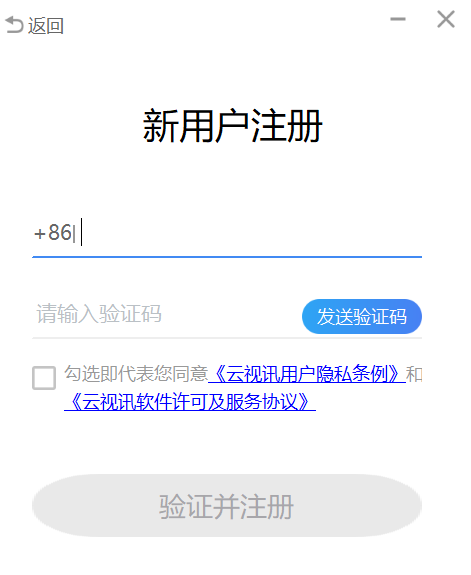 返回
新用户注册
+86|
请输入验证码
发送验证码
勾选即代表您同意《云视讯用户隐私条例》和
《云视讯软件许可及服务协议》
验证并注册